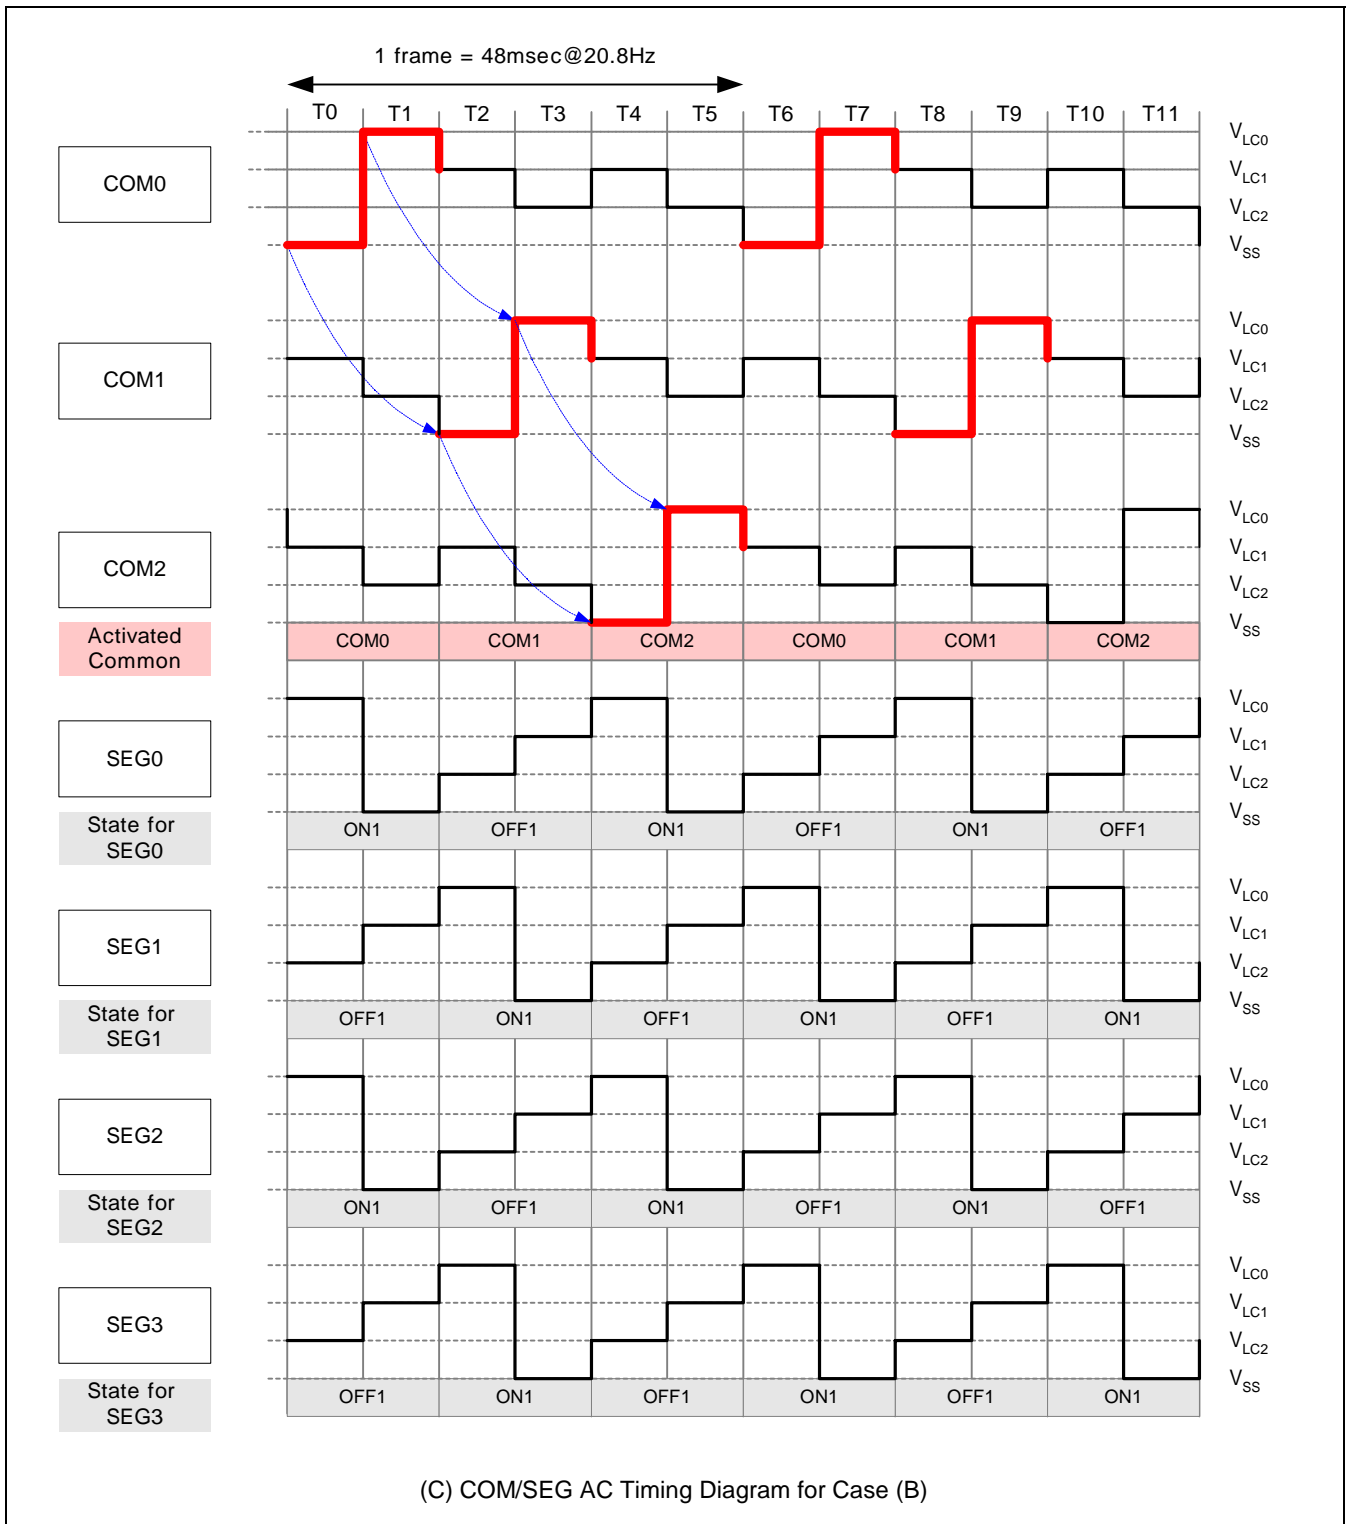 1 frame = 48msec@20.8Hz
T0 T1 T2 T3 T4 T5 T6 T7 T8 T9 T10 T11
COM0
VLC0
VLC1
VLC2
VSS
COM1
VLC0
VLC1
VLC2
VSS
COM2
VLC0
VLC1
VLC2
VSS
Activated
Common
COM0 COM1 COM2 COM0 COM1 COM2
SEG0
VLC0
VLC1
VLC2
VSS
State for
SEG0
ON1 OFF1 ON1 OFF1 ON1 OFF1
SEG1
VLC0
VLC1
VLC2
VSS
State for
SEG1
OFF1 ON1 OFF1 ON1 OFF1 ON1
SEG2
VLC0
VLC1
VLC2
VSS
State for
SEG2
ON1 OFF1 ON1 OFF1 ON1 OFF1
SEG3
VLC0
VLC1
VLC2
VSS
State for
SEG3
OFF1 ON1 OFF1 ON1 OFF1 ON1
(C) COM/SEG AC Timing Diagram for Case (B)